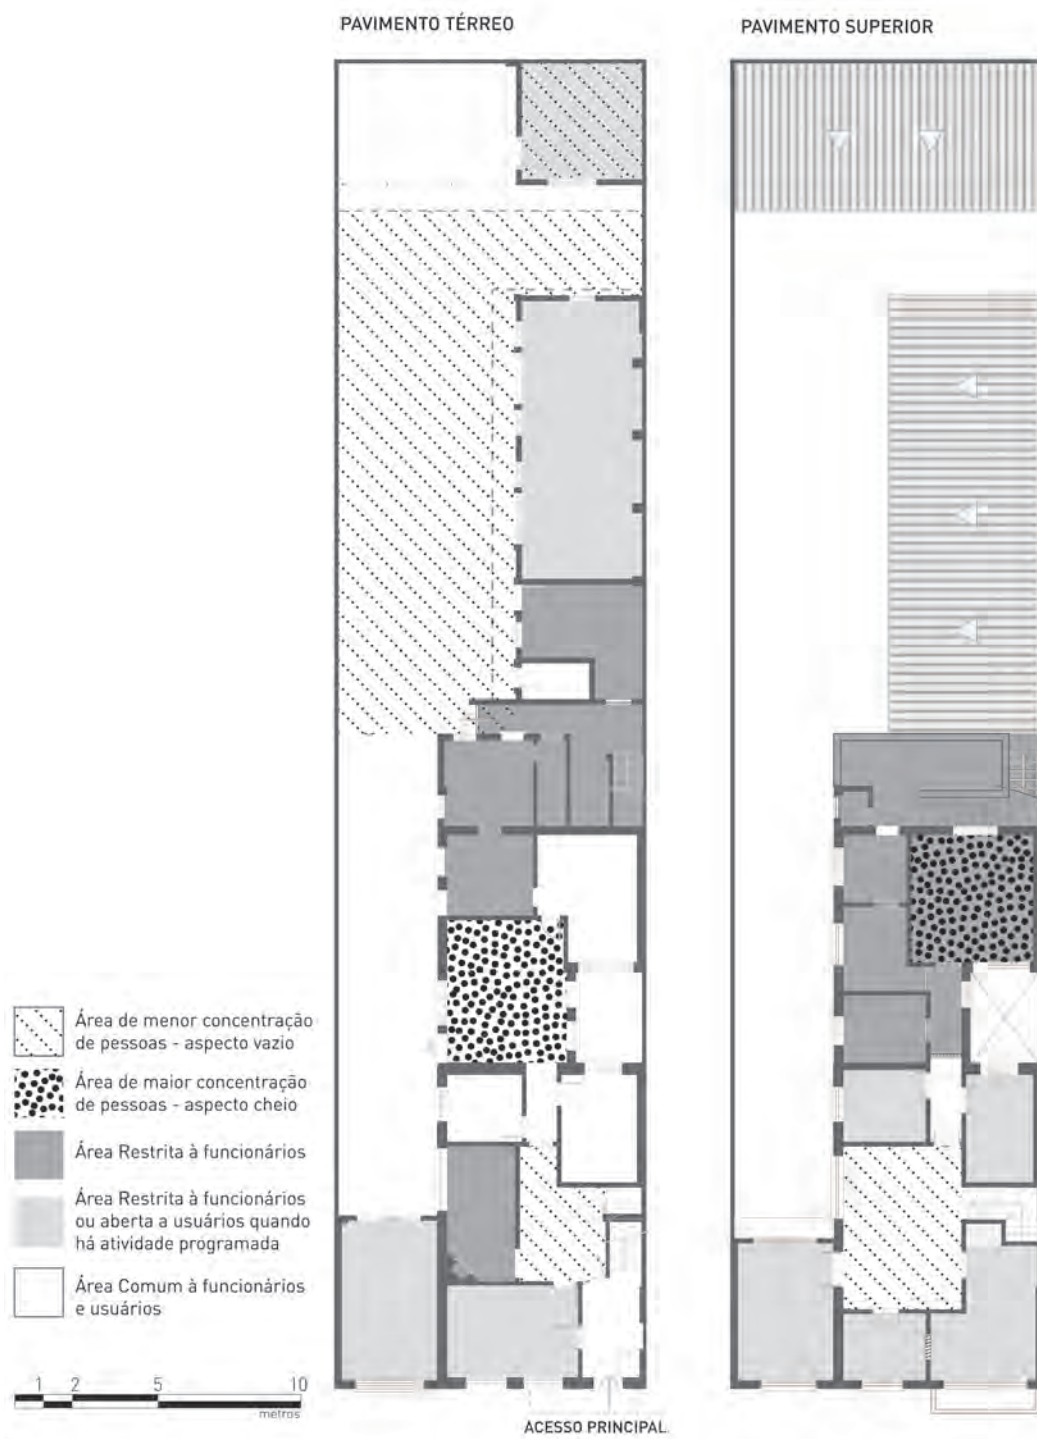 PAVIMENTO TÉRREO
PAVIMENTO SUPERIOR
Área de menor concentração
de pessoas - aspecto vazio
Área de maior concentração
de pessoas - aspecto cheio
Área Restrita à funcionários
Área Restrita à funcionários
ou aberta a usuários quando
há atividade programada
Área Comum à funcionários
e usuários
1 2 5 10
metros
ACESSO PRINCIPAL